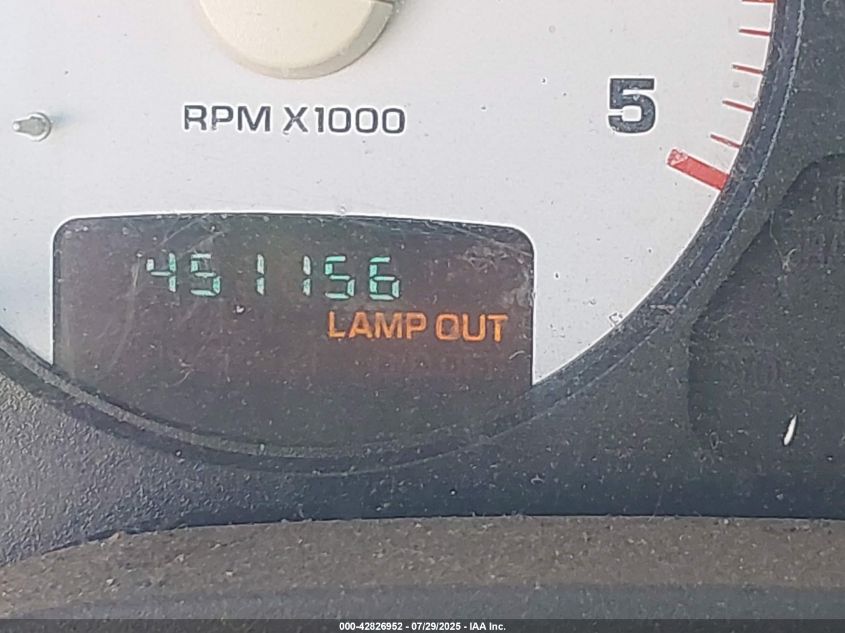 5
RPM X1000
451156
LAMP OUT
000-42826952 - 07/29/2025 - IAA Inc.